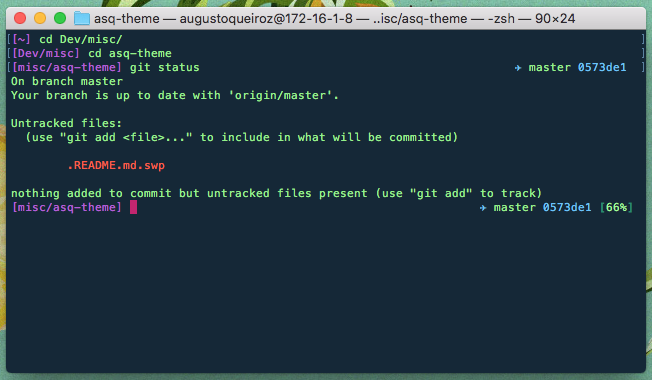 asq-theme — augustoqueiroz@172-16-1-8 — ..isc/asq-theme — -zsh — 90×24
[[~] cd Dev/misc/ ]
[[Dev/misc] cd asq-theme ]
[[misc/asq-theme] git status ✈ master 0573de1 ]
On branch master
Your branch is up to date with 'origin/master'.
Untracked files:
(use "git add <file>..." to include in what will be committed)
.README.md.swp
nothing added to commit but untracked files present (use "git add" to track)
[misc/asq-theme] ✈ master 0573de1 [66%]